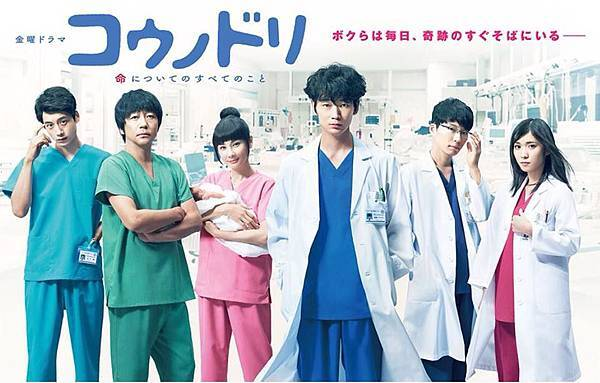 金曜ドラマ
コウノドリ
命についてのすべてのこと
ボクらは毎日、奇跡のすぐそばにいる——